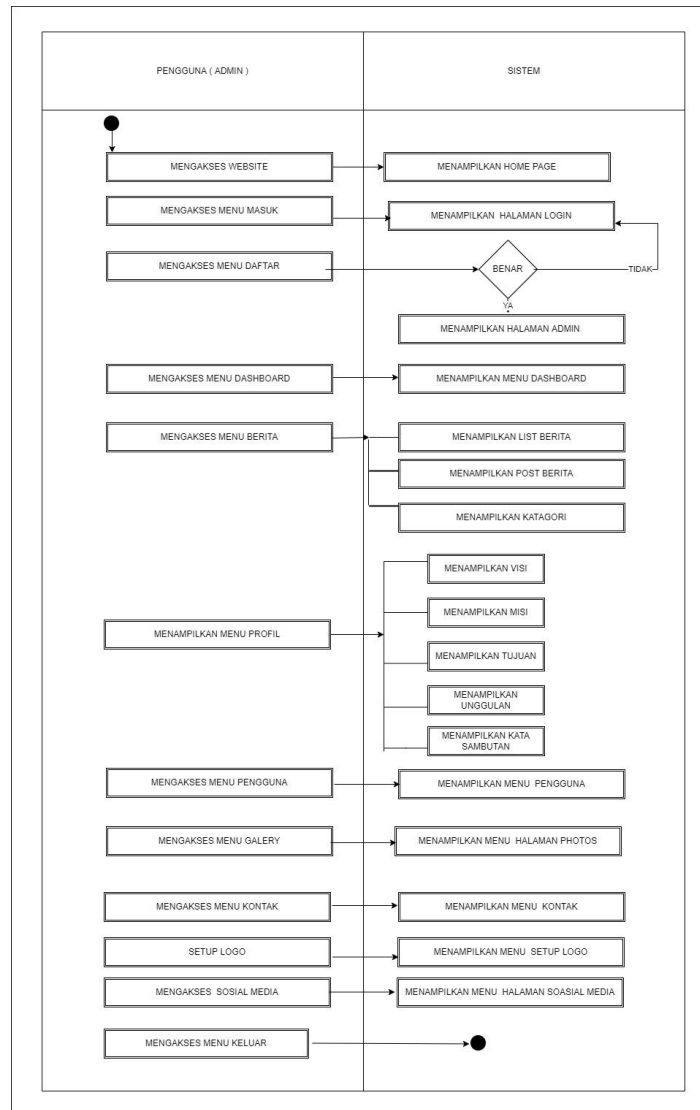 PENGGUNA ( ADMIN )
SISTEM
MENGAKSES WEBSITE
MENAMPILKAN HOME PAGE
MENGAKSES MENU MASUK
MENAMPILKAN HALAMAN LOGIN
MENGAKSES MENU DAFTAR
BENAR
TIDAK
YA
MENAMPILKAN HALAMAN ADMIN
MENGAKSES MENU DASHBOARD
MENAMPILKAN MENU DASHBOARD
MENGAKSES MENU BERITA
MENAMPILKAN LIST BERITA
MENAMPILKAN POST BERITA
MENAMPILKAN KATAGORI
MENAMPILKAN VISI
MENAMPILKAN MISI
MENAMPILKAN MENU PROFIL
MENAMPILKAN TUJUAN
MENAMPILKAN
UNGGULAN
MENAMPILKAN KATA
SAMBUTAN
MENGAKSES MENU PENGGUNA
MENAMPILKAN MENU PENGGUNA
MENGAKSES MENU GALERY
MENAMPILKAN MENU HALAMAN PHOTOS
MENGAKSES MENU KONTAK
MENAMPILKAN MENU KONTAK
SETUP LOGO
MENAMPILKAN MENU SETUP LOGO
MENGAKSES SOSIAL MEDIA
MENAMPILKAN MENU HALAMAN SOASIAL MEDIA
MENGAKSES MENU KELUAR